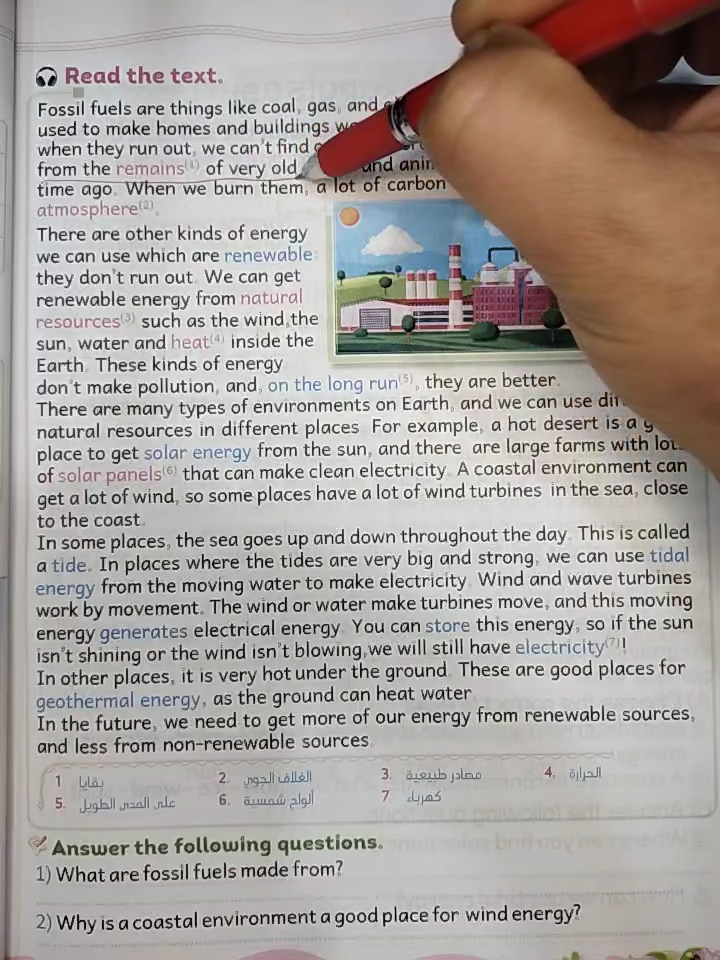 Read the text.
Fossil fuels are things like coal, gas, and
used to make homes and buildings
when they run out, we can't find
from the remains(1) of very old and
time ago. When we burn them, a lot of carbon
atmosphere(2).
There are other kinds of energy
we can use which are renewable:
they don't run out. We can get
renewable energy from natural
resources(3) such as the wind,the
sun, water and heat(4) inside the
Earth. These kinds of energy
don't make pollution, and, on the long run(5), they are better.
There are many types of environments on Earth, and we can use
natural resources in different places. For example, a hot desert is a
place to get solar energy from the sun, and there are large farms with
of solar panels(6) that can make clean electricity. A coastal environment can
get a lot of wind, so some places have a lot of wind turbines in the sea, close
to the coast.
In some places, the sea goes up and down throughout the day. This is called
a tide. In places where the tides are very big and strong, we can use tidal
energy from the moving water to make electricity. Wind and wave turbines
work by movement. The wind or water make turbines move, and this moving
energy generates electrical energy. You can store this energy, so if the sun
isn't shining or the wind isn't blowing,we will still have electricity(7)!
In other places, it is very hot under the ground. These are good places for
geothermal energy, as the ground can heat water.
In the future, we need to get more of our energy from renewable sources,
and less from non-renewable sources.
1 بقايا 2. الغلاف الجوي 3. مصادر طبيعية 4. الحرارة
5. على المدى الطويل 6. ألواح شمسية 7 كهرباء
Answer the following questions.
1) What are fossil fuels made from?
2) Why is a coastal environment a good place for wind energy?